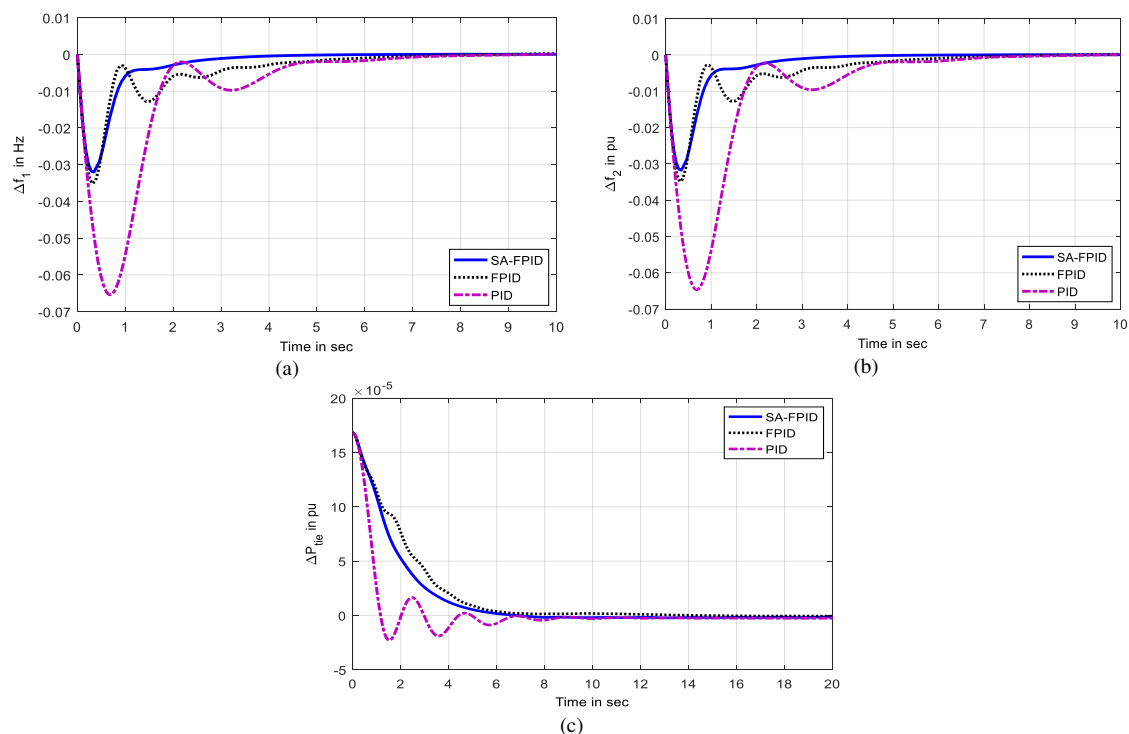 0.01
0
-0.01
-0.02
-0.03
-0.04
-0.05
-0.06
-0.07
Δf1 in Hz
SA-FPID
FPID
PID
0 1 2 3 4 5 6 7 8 9 10
Time in sec
(a)
0.01
0
-0.01
-0.02
-0.03
-0.04
-0.05
-0.06
-0.07
Δf2 in pu
SA-FPID
FPID
PID
0 1 2 3 4 5 6 7 8 9 10
Time in sec
(b)
×10-5
20
15
10
5
0
-5
ΔPtie in pu
SA-FPID
FPID
PID
0 2 4 6 8 10 12 14 16 18 20
Time in sec
(c)